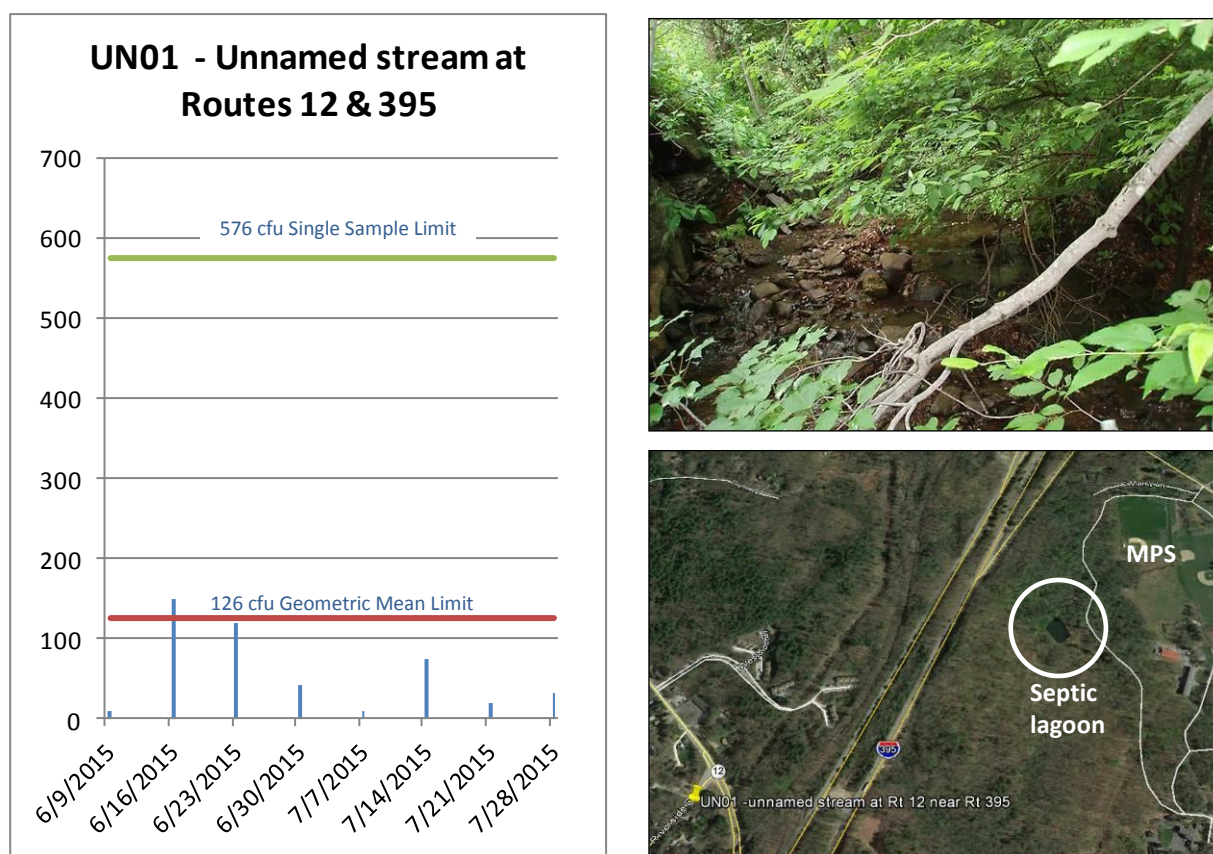 UN01 - Unnamed stream at
Routes 12 & 395
700
600
500
400
300
200
100
0
576 cfu Single Sample Limit
126 cfu Geometric Mean Limit
6/9/2015
6/16/2015
6/23/2015
6/30/2015
7/7/2015
7/14/2015
7/21/2015
7/28/2015
MPS
Septic
lagoon
395
12
UN01 -unnamed stream at Rt 12 near Rt 395